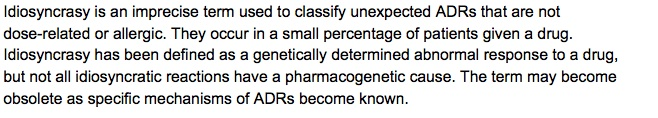 Idiosyncrasy is an imprecise term used to classify unexpected ADRs that are not
dose-related or allergic. They occur in a small percentage of patients given a drug.
Idiosyncrasy has been defined as a genetically determined abnormal response to a drug,
but not all idiosyncratic reactions have a pharmacogenetic cause. The term may become
obsolete as specific mechanisms of ADRs become known.